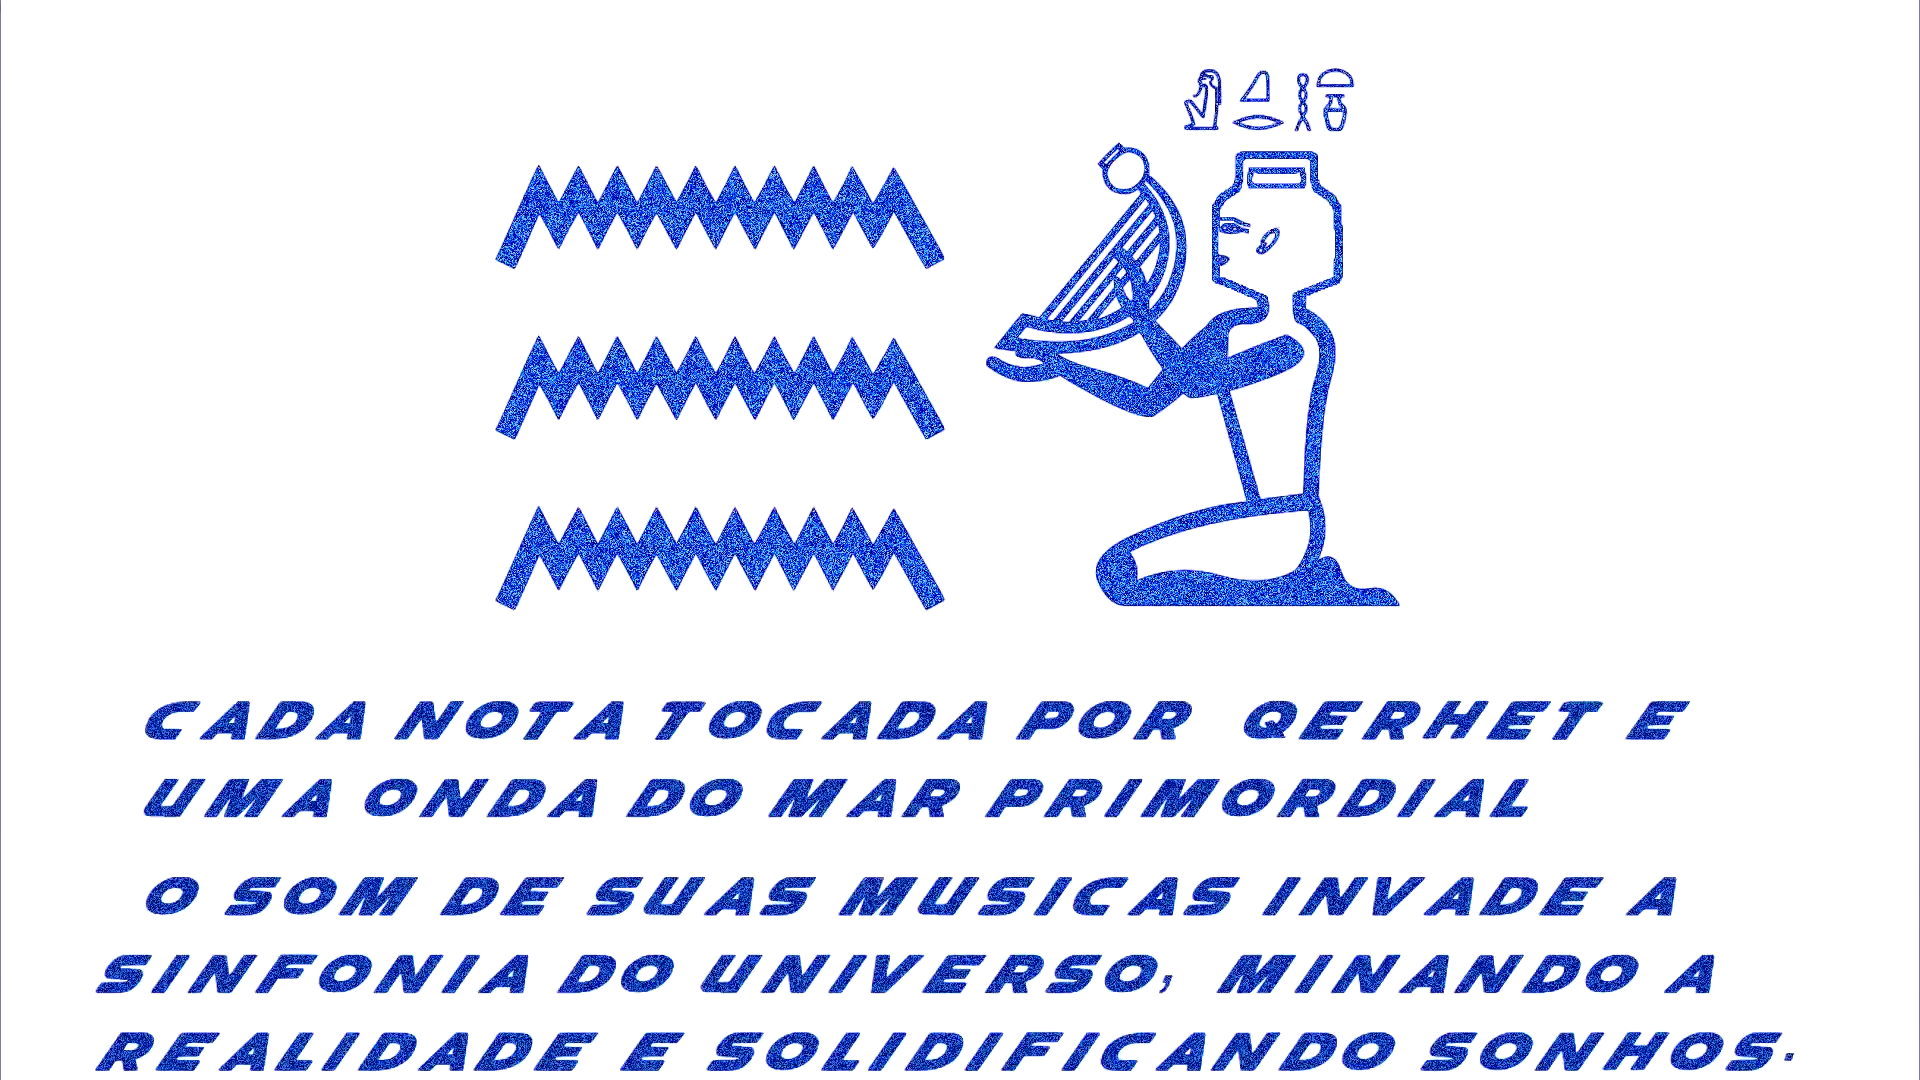 CADA NOTA TOCADA POR QERHET E
UMA ONDA DO MAR PRIMORDIAL
O SOM DE SUAS MUSICAS INVADE A
SINFONIA DO UNIVERSO, MINANDO A
REALIDADE E SOLIDIFICANDO SONHOS.